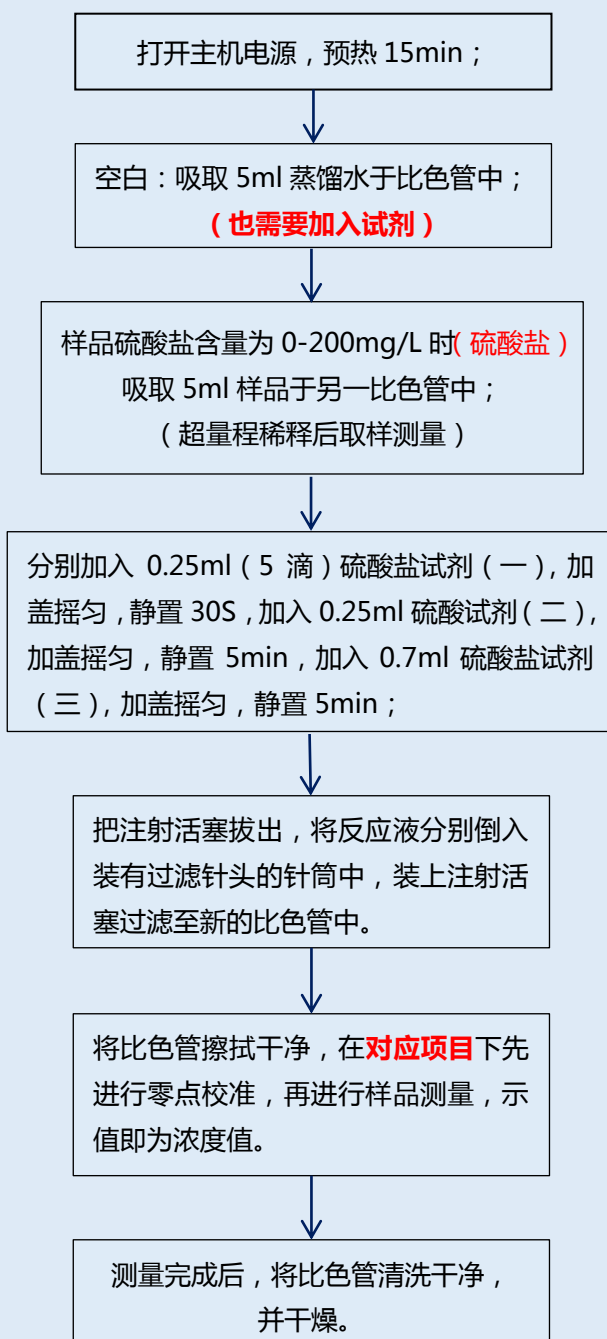 打开主机电源，预热 15min；
空白：吸取 5ml 蒸馏水于比色管中；
（也需要加入试剂）
样品硫酸盐含量为 0-200mg/L 时（硫酸盐）
吸取 5ml 样品于另一比色管中；
（超量程稀释后取样测量）
分别加入 0.25ml（5 滴）硫酸盐试剂（一），加
盖摇匀，静置 30S，加入 0.25ml 硫酸试剂（二），
加盖摇匀，静置 5min，加入 0.7ml 硫酸盐试剂
（三），加盖摇匀，静置 5min；
把注射活塞拔出，将反应液分别倒入
装有过滤针头的针筒中，装上注射活
塞过滤至新的比色管中。
将比色管擦拭干净，在对应项目下先
进行零点校准，再进行样品测量，示
值即为浓度值。
测量完成后，将比色管清洗干净，
并干燥。